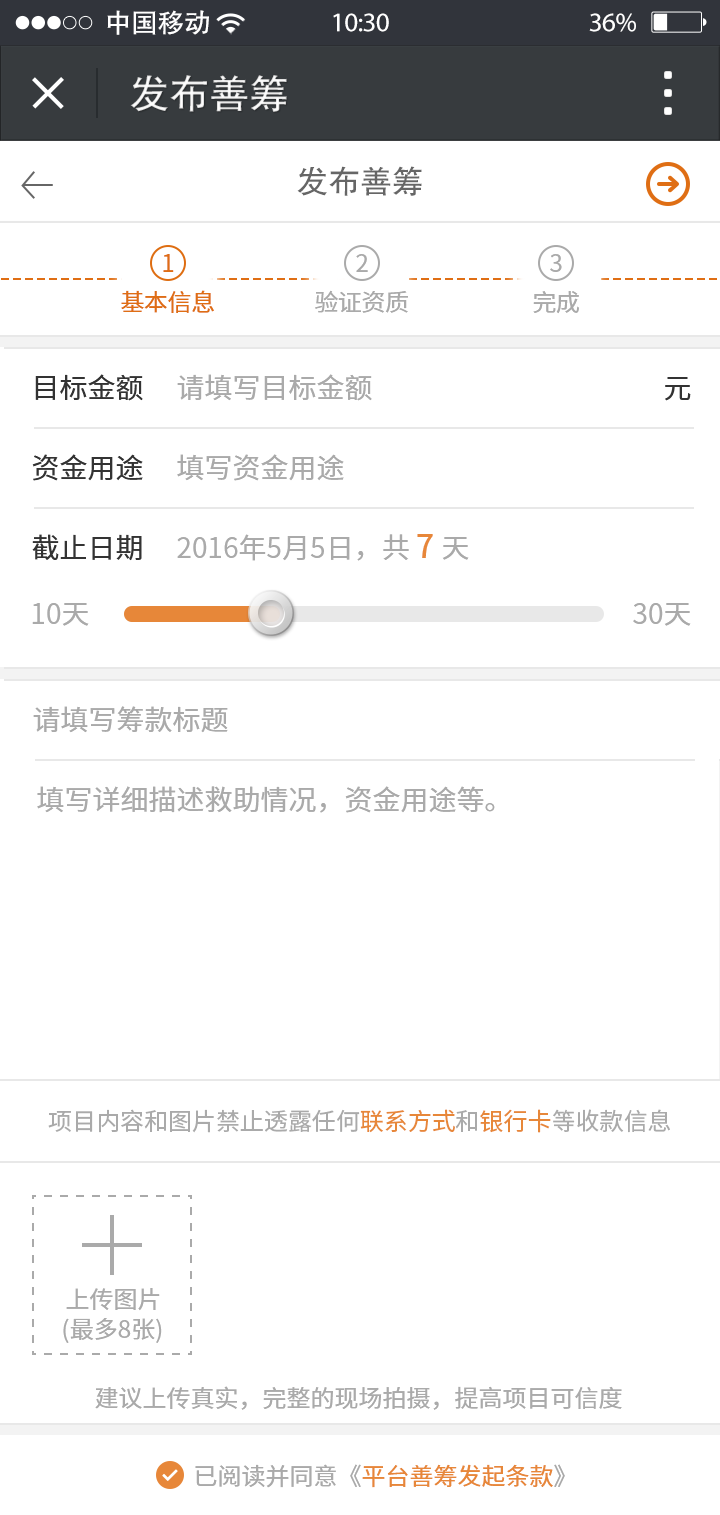 中国移动 10:30 36%
发布善筹
发布善筹
1 2 3
基本信息 验证资质 完成
目标金额 请填写目标金额 元
资金用途 填写资金用途
截止日期 2016年5月5日，共 7 天
10天 30天
请填写筹款标题
填写详细描述救助情况，资金用途等。
项目内容和图片禁止透露任何联系方式和银行卡等收款信息
上传图片
(最多8张)
建议上传真实，完整的现场拍摄，提高项目可信度
已阅读并同意《平台善筹发起条款》